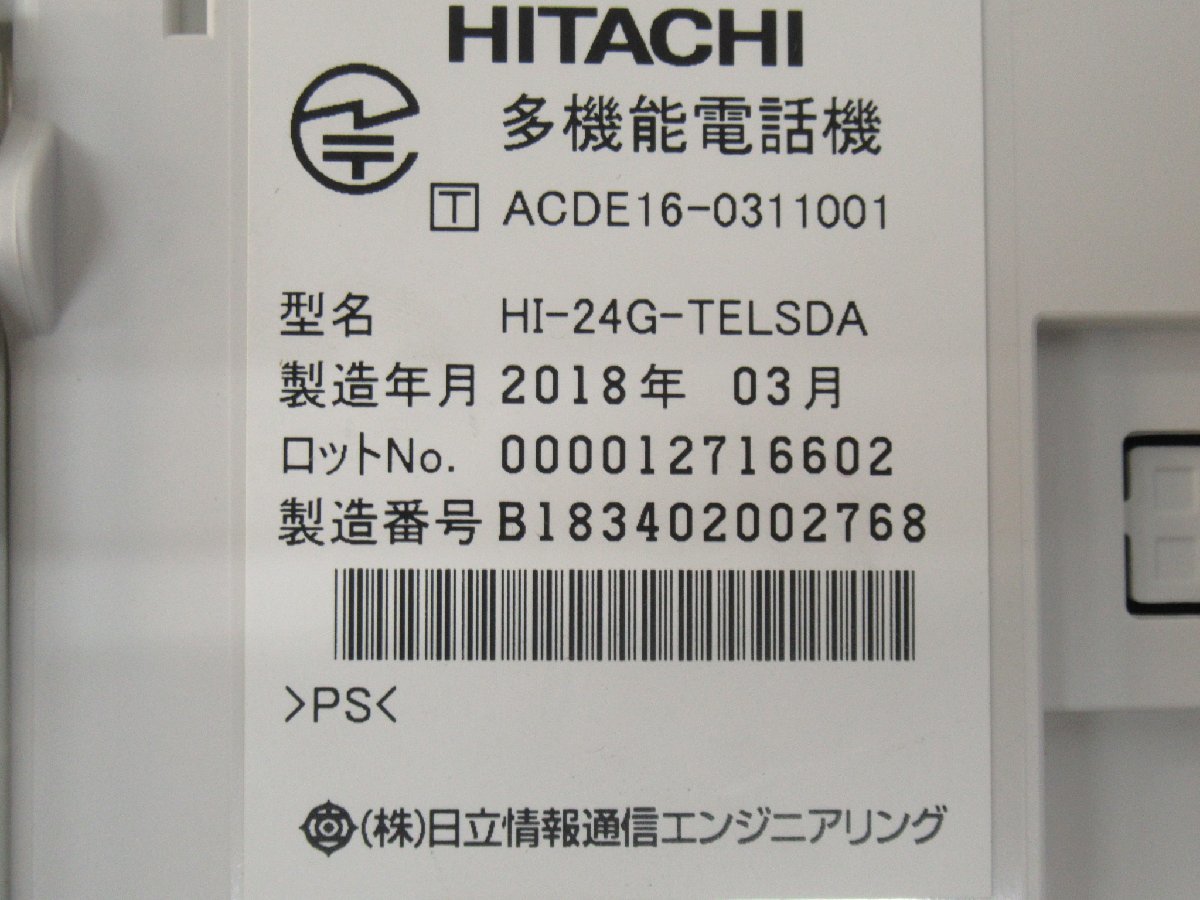 HITACHI
多機能電話機
T ACDE16-0311001
型名 HI-24G-TELSDA
製造年月 2018年 03月
ロットNo. 000012716602
製造番号 B183402002768
>PS<
(株)日立情報通信エンジニアリング